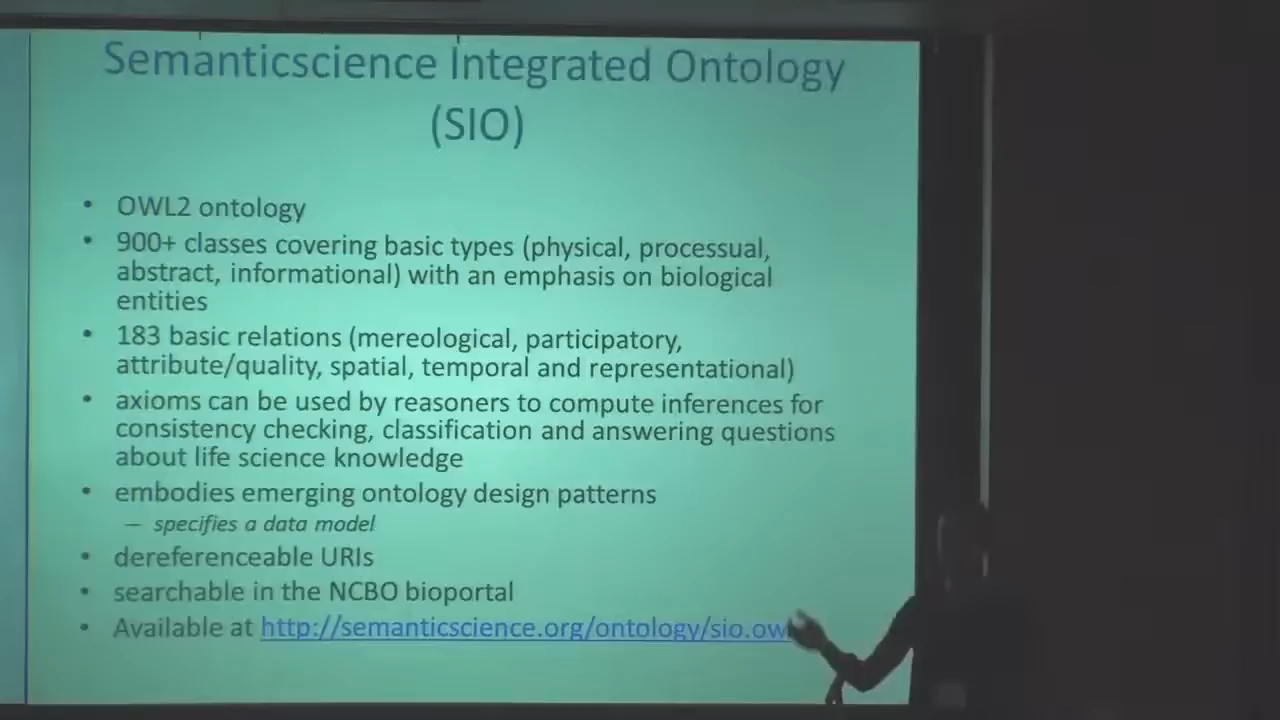 Semanticscience Integrated Ontology
(SIO)
• OWL2 ontology
• 900+ classes covering basic types (physical, processual,
abstract, informational) with an emphasis on biological
entities
• 183 basic relations (mereological, participatory,
attribute/quality, spatial, temporal and representational)
• axioms can be used by reasoners to compute inferences for
consistency checking, classification and answering questions
about life science knowledge
• embodies emerging ontology design patterns
– specifies a data model
• dereferenceable URIs
• searchable in the NCBO bioportal
• Available at http://semanticscience.org/ontology/sio.ow